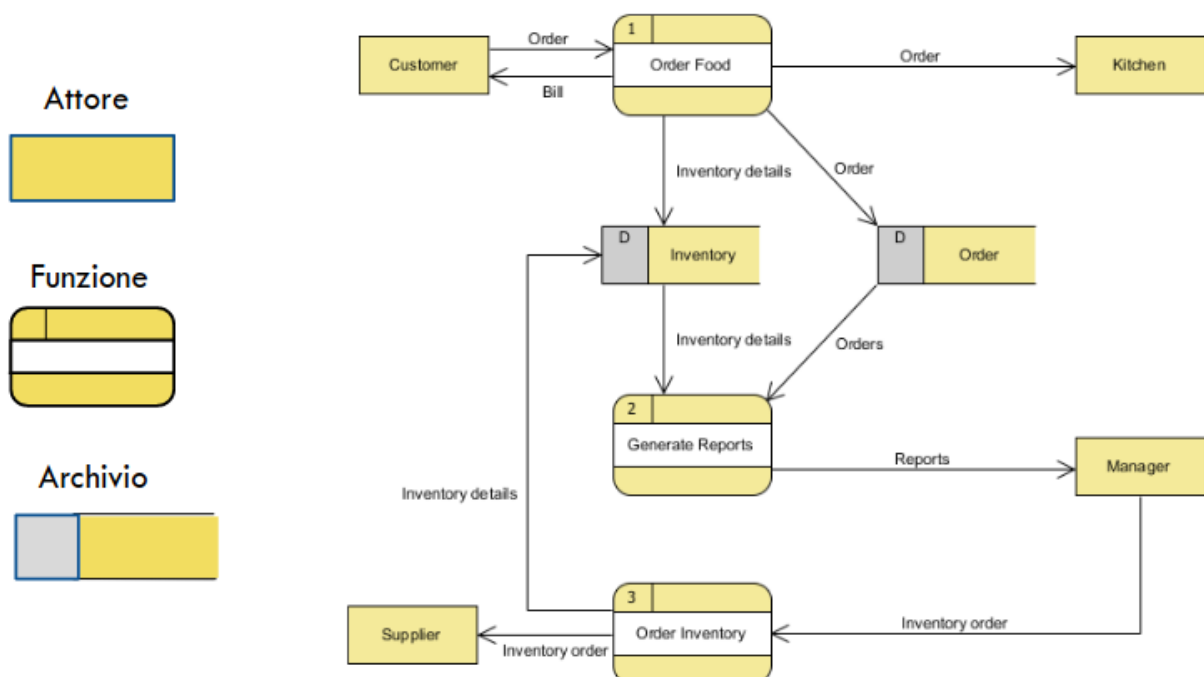 Attore
Funzione
Archivio
Customer
Order
Bill
1
Order Food
Order
Kitchen
Inventory details
Order
D
Inventory
D
Order
Inventory details
Orders
2
Generate Reports
Reports
Manager
Inventory details
3
Order Inventory
Inventory order
Supplier
Inventory order